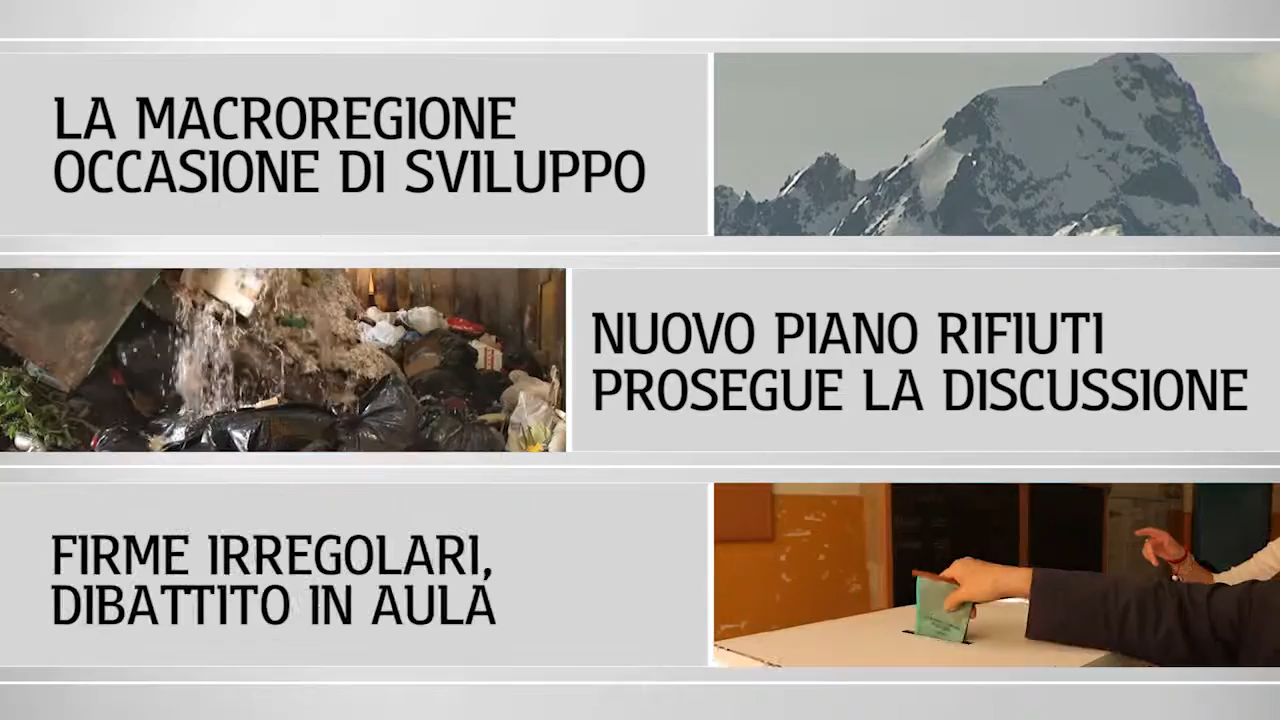 LA MACROREGIONE
OCCASIONE DI SVILUPPO
NUOVO PIANO RIFIUTI
PROSEGUE LA DISCUSSIONE
FIRME IRREGOLARI,
DIBATTITO IN AULA